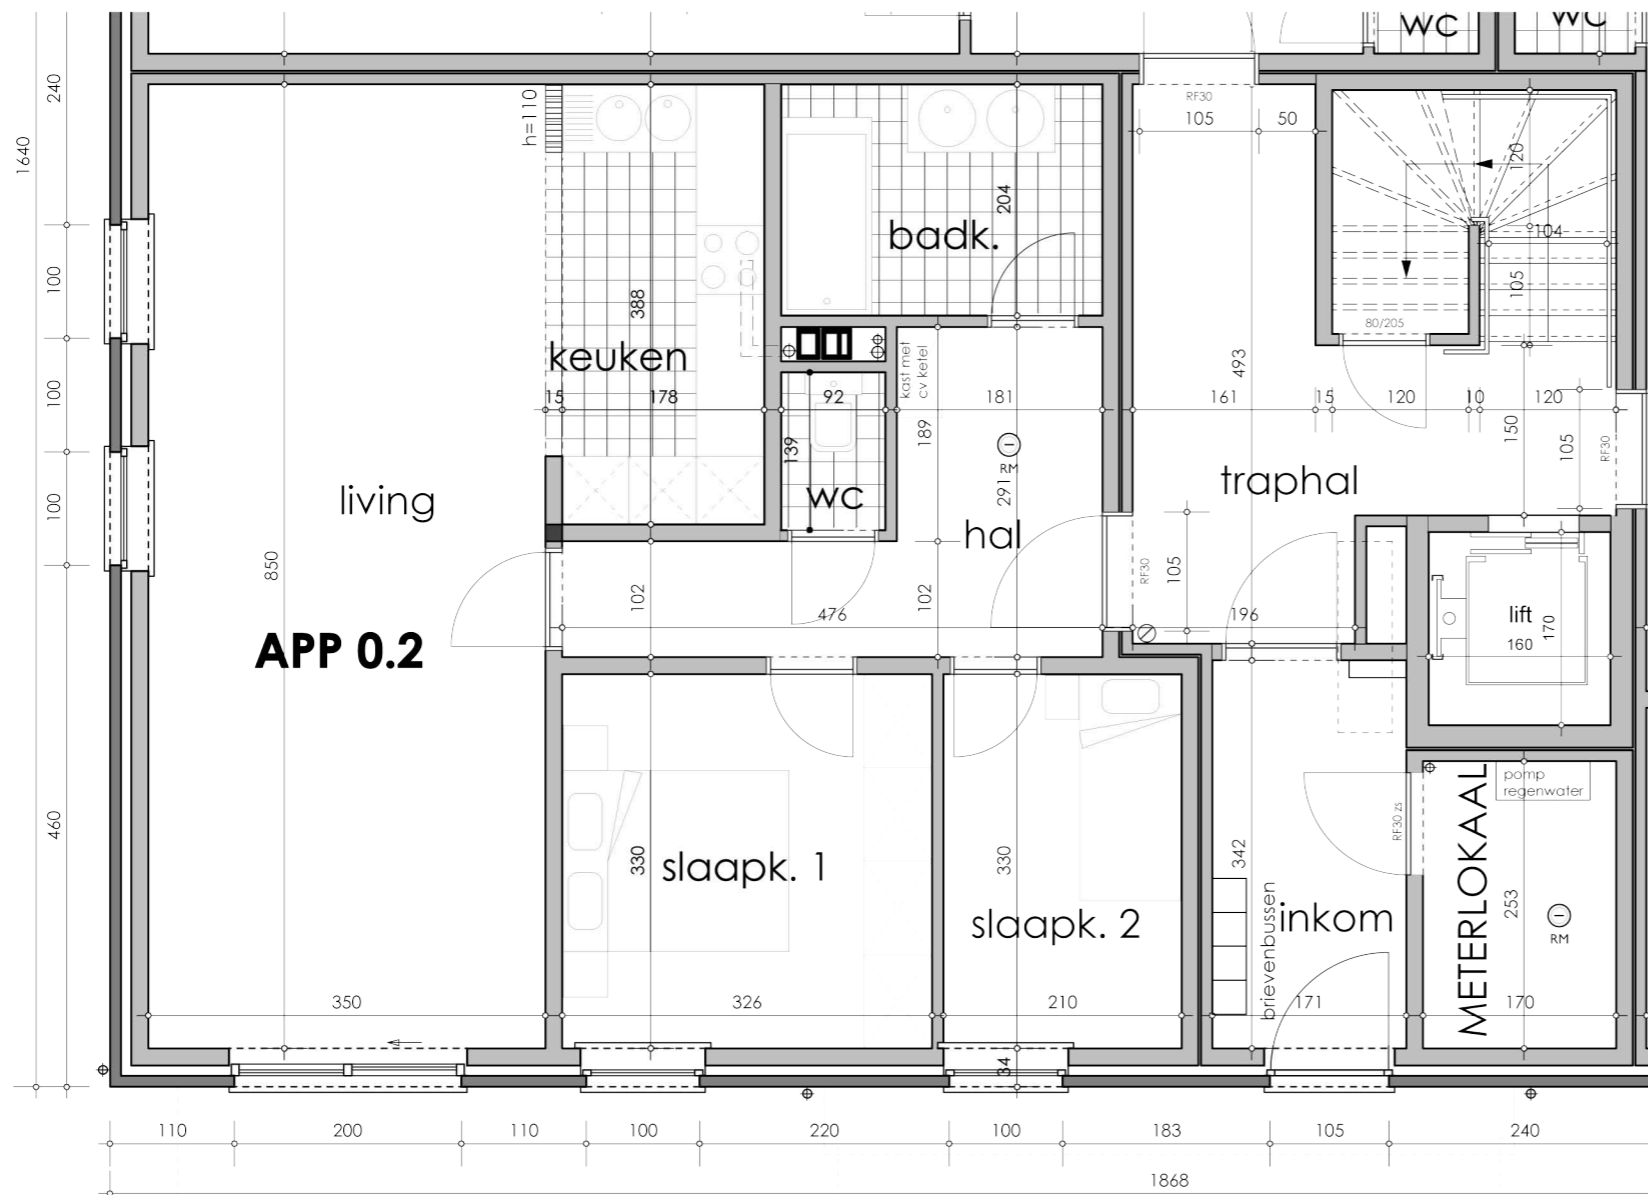 wc
wc
240
1640
h=110
RF30
105
50
120
204
badk.
104
100
388
105
keuken
kast met
cv ketel
80/205
493
15
178
92
181
161
15
120
10
120
100
189
139
RM
291
150
105
RF30
living
wc
hal
traphal
100
850
102
476
102
RF30
105
196
lift
170
160
APP 0.2
460
330
slaapk. 1
330
slaapk. 2
342
brievenbussen
inkom
RF30 zs
METERLOKAAL
pomp
regenwater
253
RM
350
326
210
171
170
34
110
200
110
100
220
100
183
105
240
1868